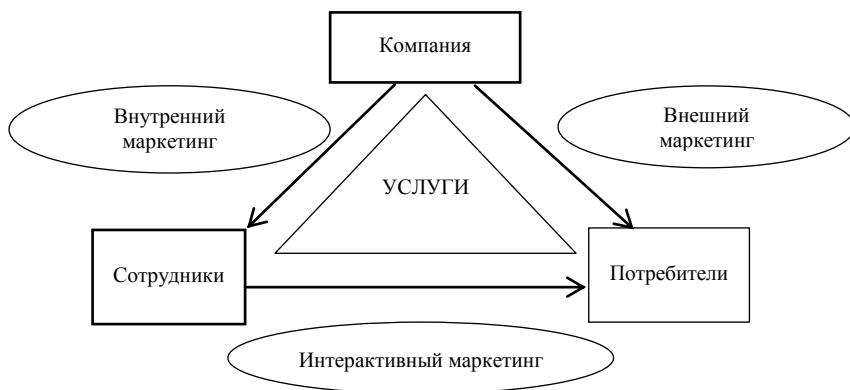 Компания
Внутренний
маркетинг
Внешний
маркетинг
УСЛУГИ
Сотрудники
Потребители
Интерактивный маркетинг